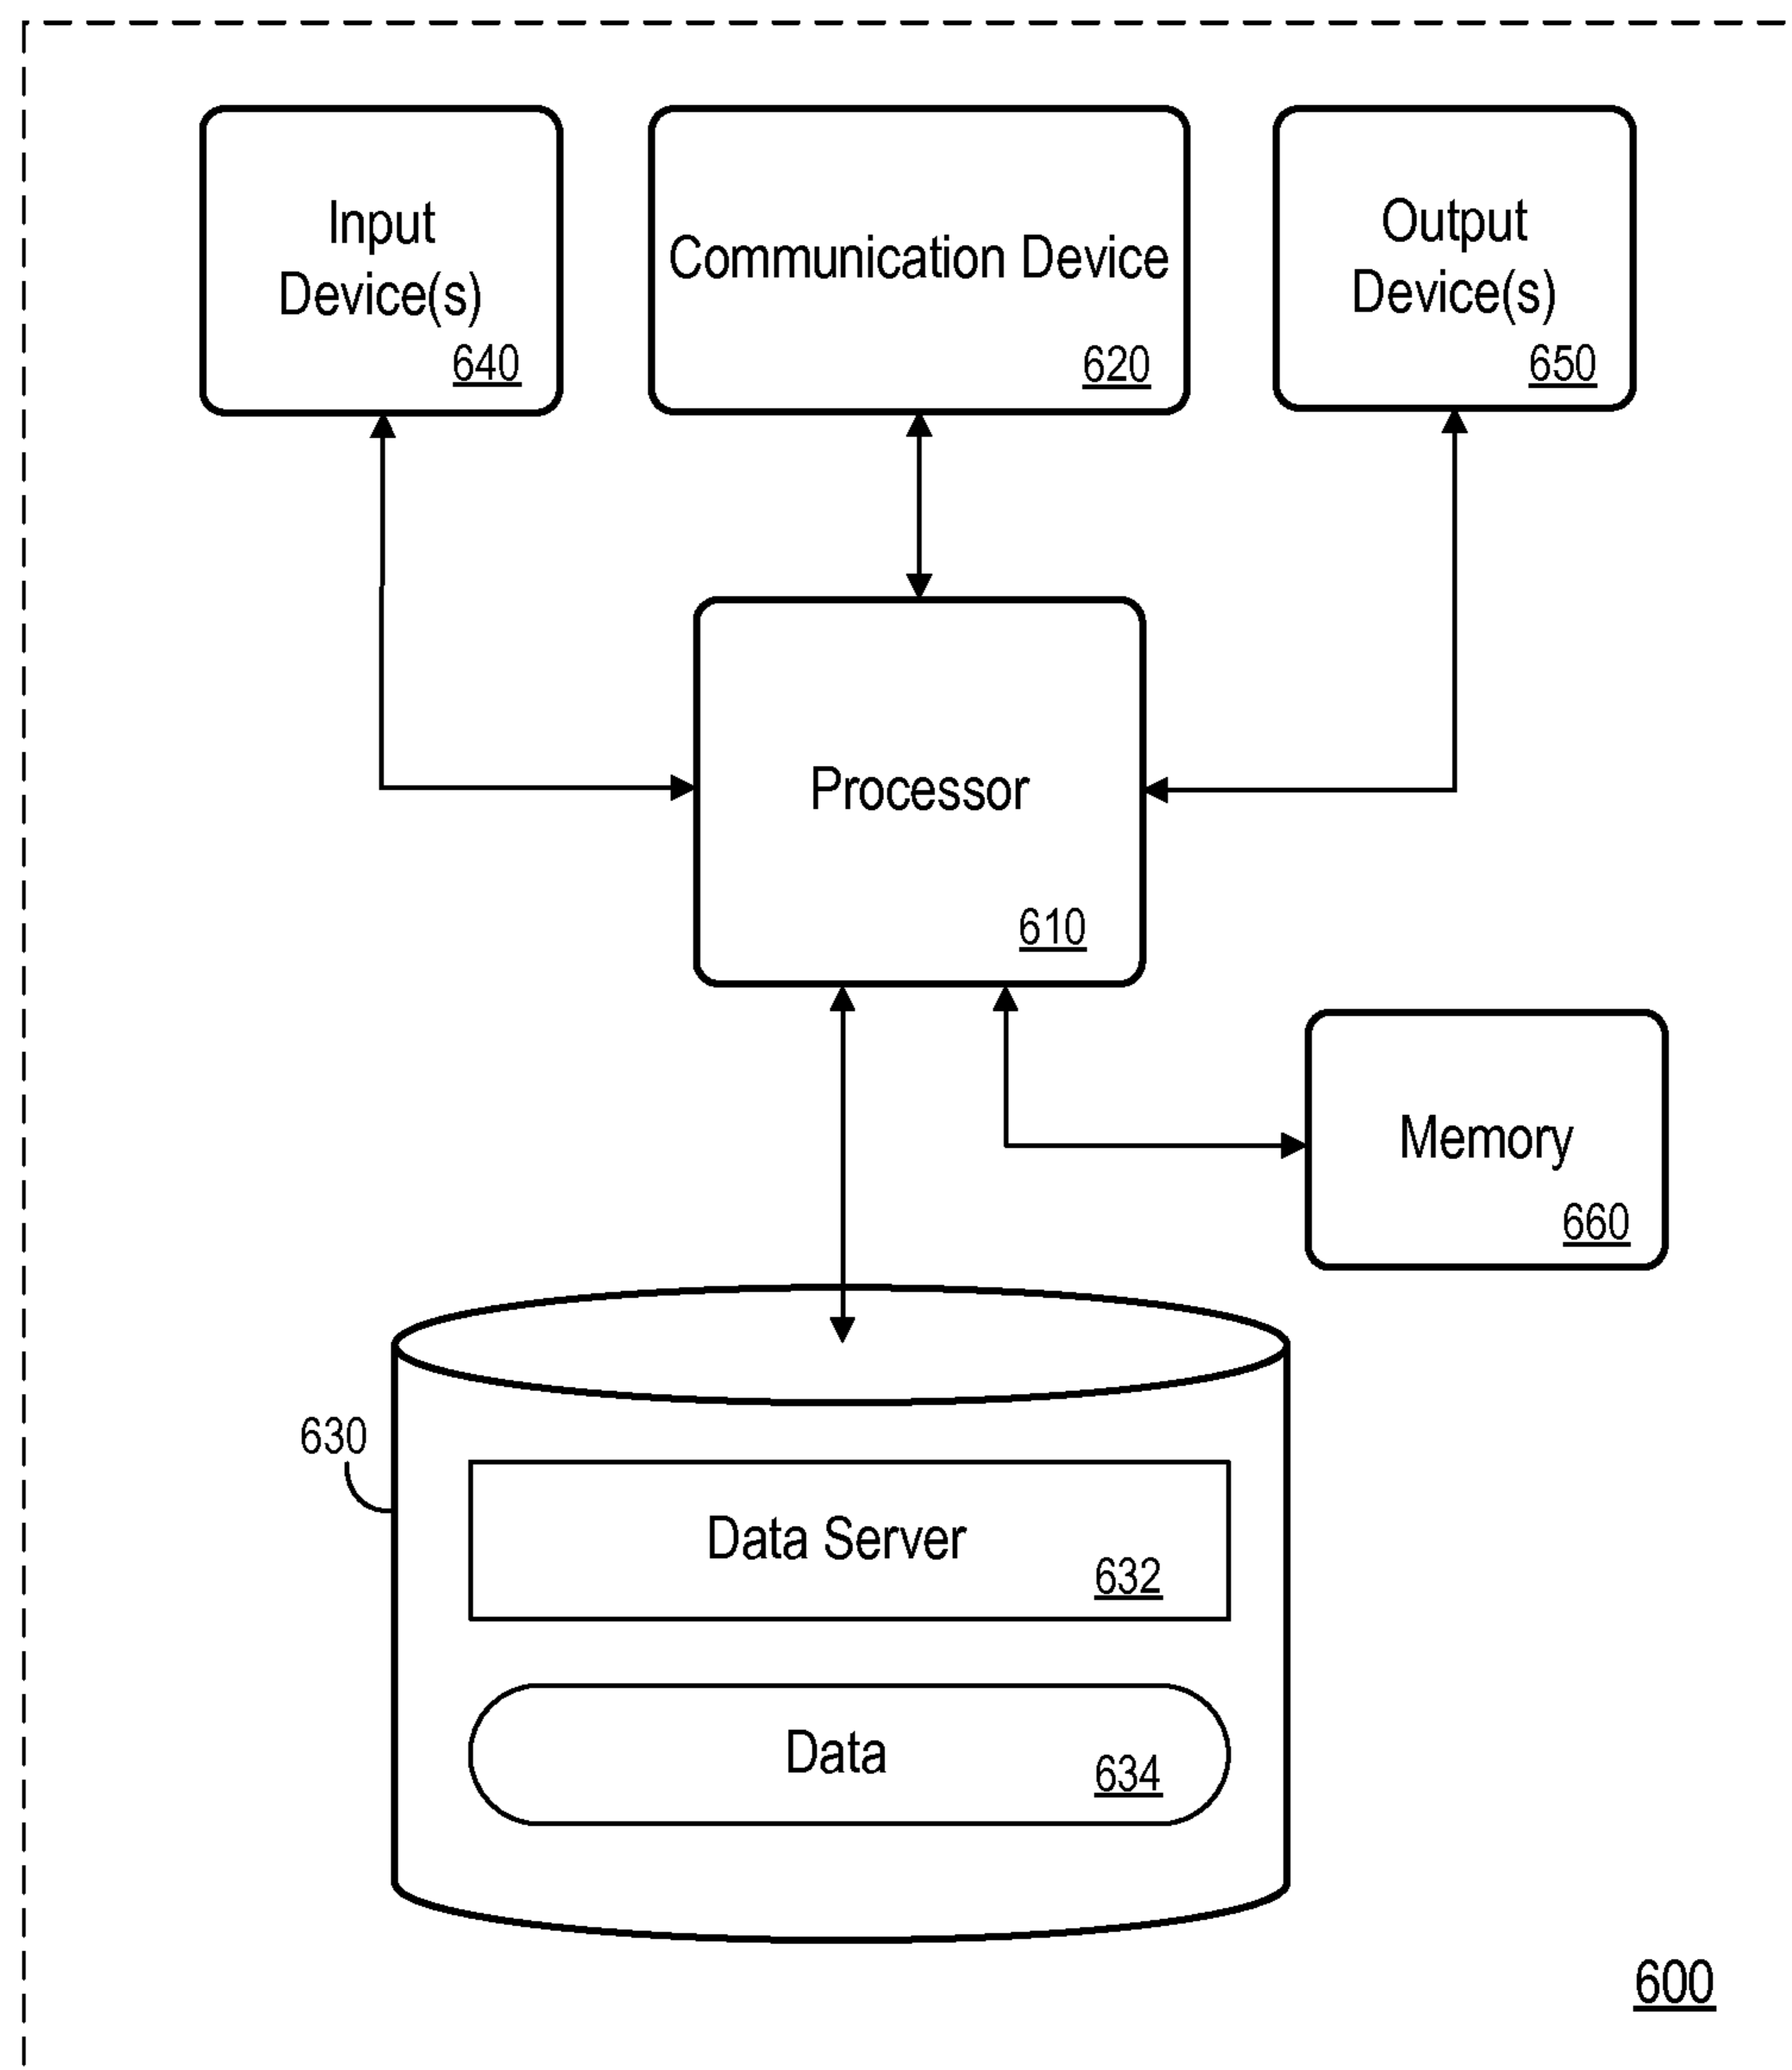 Input
Device(s)
640
Communication Device
620
Output
Device(s)
650
Processor
610
Memory
660
630
Data Server
632
Data
634
600